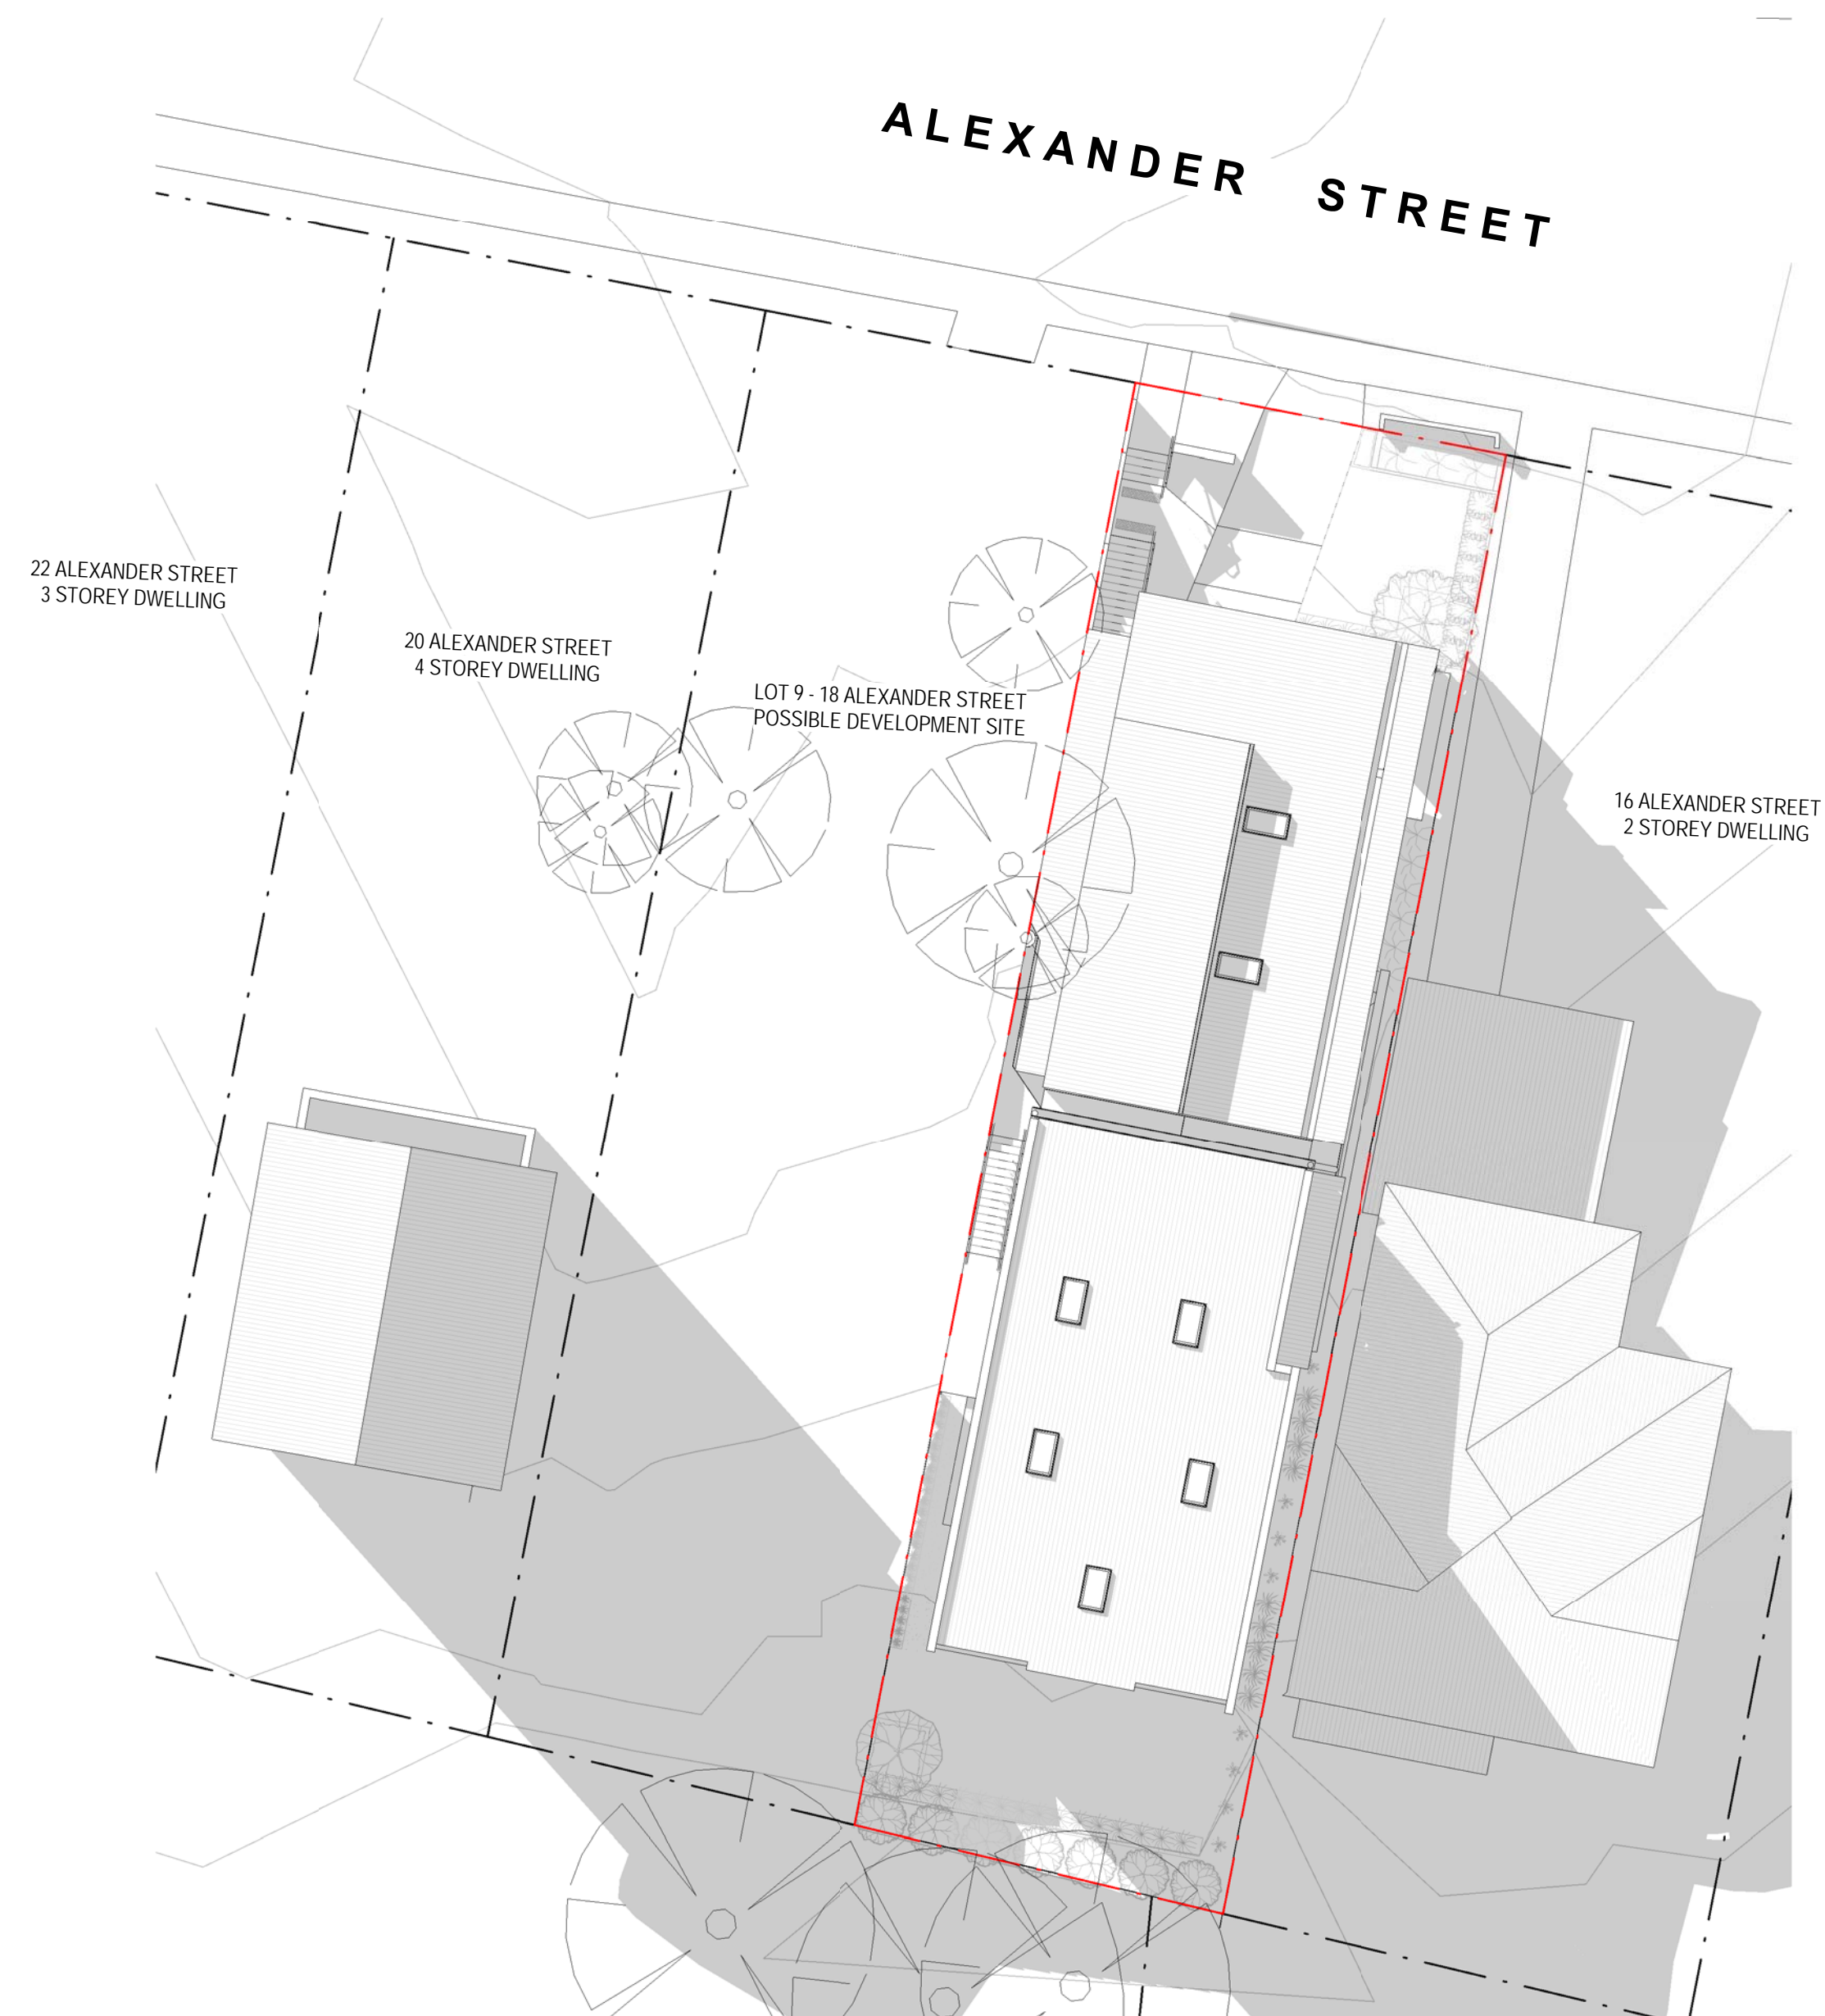 ALEXANDER STREET
22 ALEXANDER STREET
3 STOREY DWELLING
20 ALEXANDER STREET
4 STOREY DWELLING
LOT 9 - 18 ALEXANDER STREET
POSSIBLE DEVELOPMENT SITE
16 ALEXANDER STREET
2 STOREY DWELLING